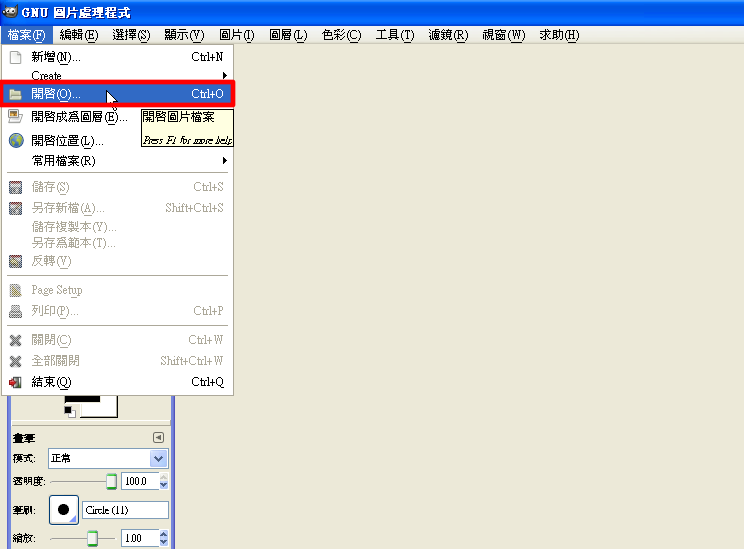 GNU 圖片處理程式
檔案(F) 編輯(E) 選擇(S) 顯示(V) 圖片(I) 圖層(L) 色彩(C) 工具(T) 濾鏡(R) 視窗(W) 求助(H)
新增(N)... Ctrl+N
Create
開啓(O)... Ctrl+O
開啓成爲圖層(E)... 開啓圖片檔案
開啓位置(L)... Press F1 for more help
常用檔案(R)
儲存(S) Ctrl+S
另存新檔(A)... Shift+Ctrl+S
儲存複製本(Y)...
另存爲範本(T)...
反轉(V)
Page Setup
列印(P)... Ctrl+P
關閉(C) Ctrl+W
全部關閉 Shift+Ctrl+W
結束(Q) Ctrl+Q
畫筆
模式: 正常
透明度: 100.0
筆刷: Circle (11)
縮放: 1.00